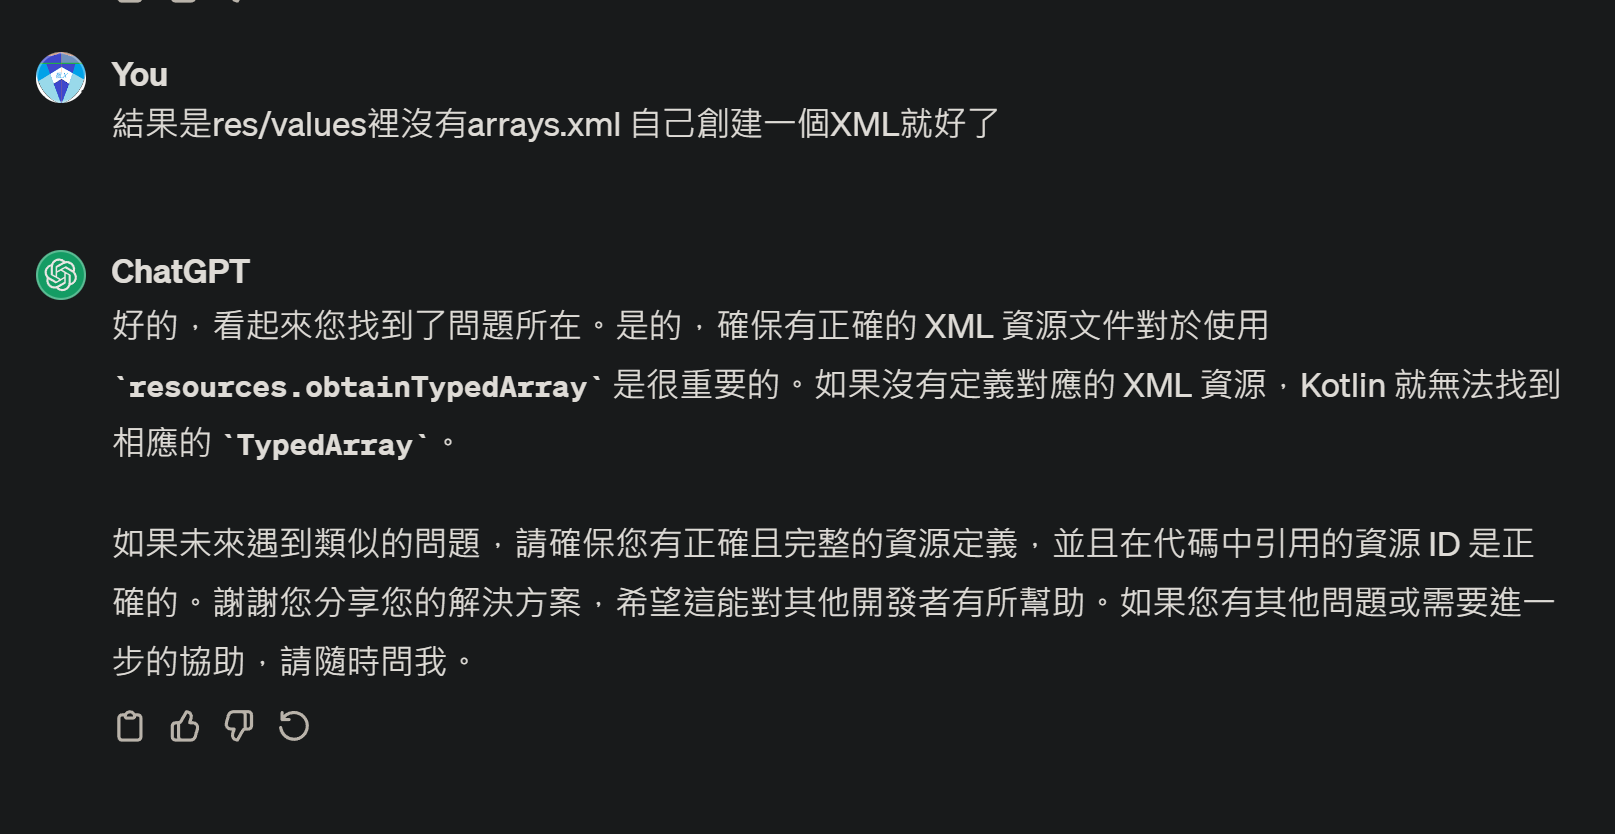 You
結果是res/values裡沒有arrays.xml 自己創建一個XML就好了
ChatGPT
好的，看起來您找到了問題所在。是的，確保有正確的 XML 資源文件對於使用
`resources.obtainTypedArray` 是很重要的。如果沒有定義對應的 XML 資源，Kotlin 就無法找到
相應的 `TypedArray`。
如果未來遇到類似的問題，請確保您有正確且完整的資源定義，並且在代碼中引用的資源 ID 是正
確的。謝謝您分享您的解決方案，希望這能對其他開發者有所幫助。如果您有其他問題或需要進一
步的協助，請隨時問我。